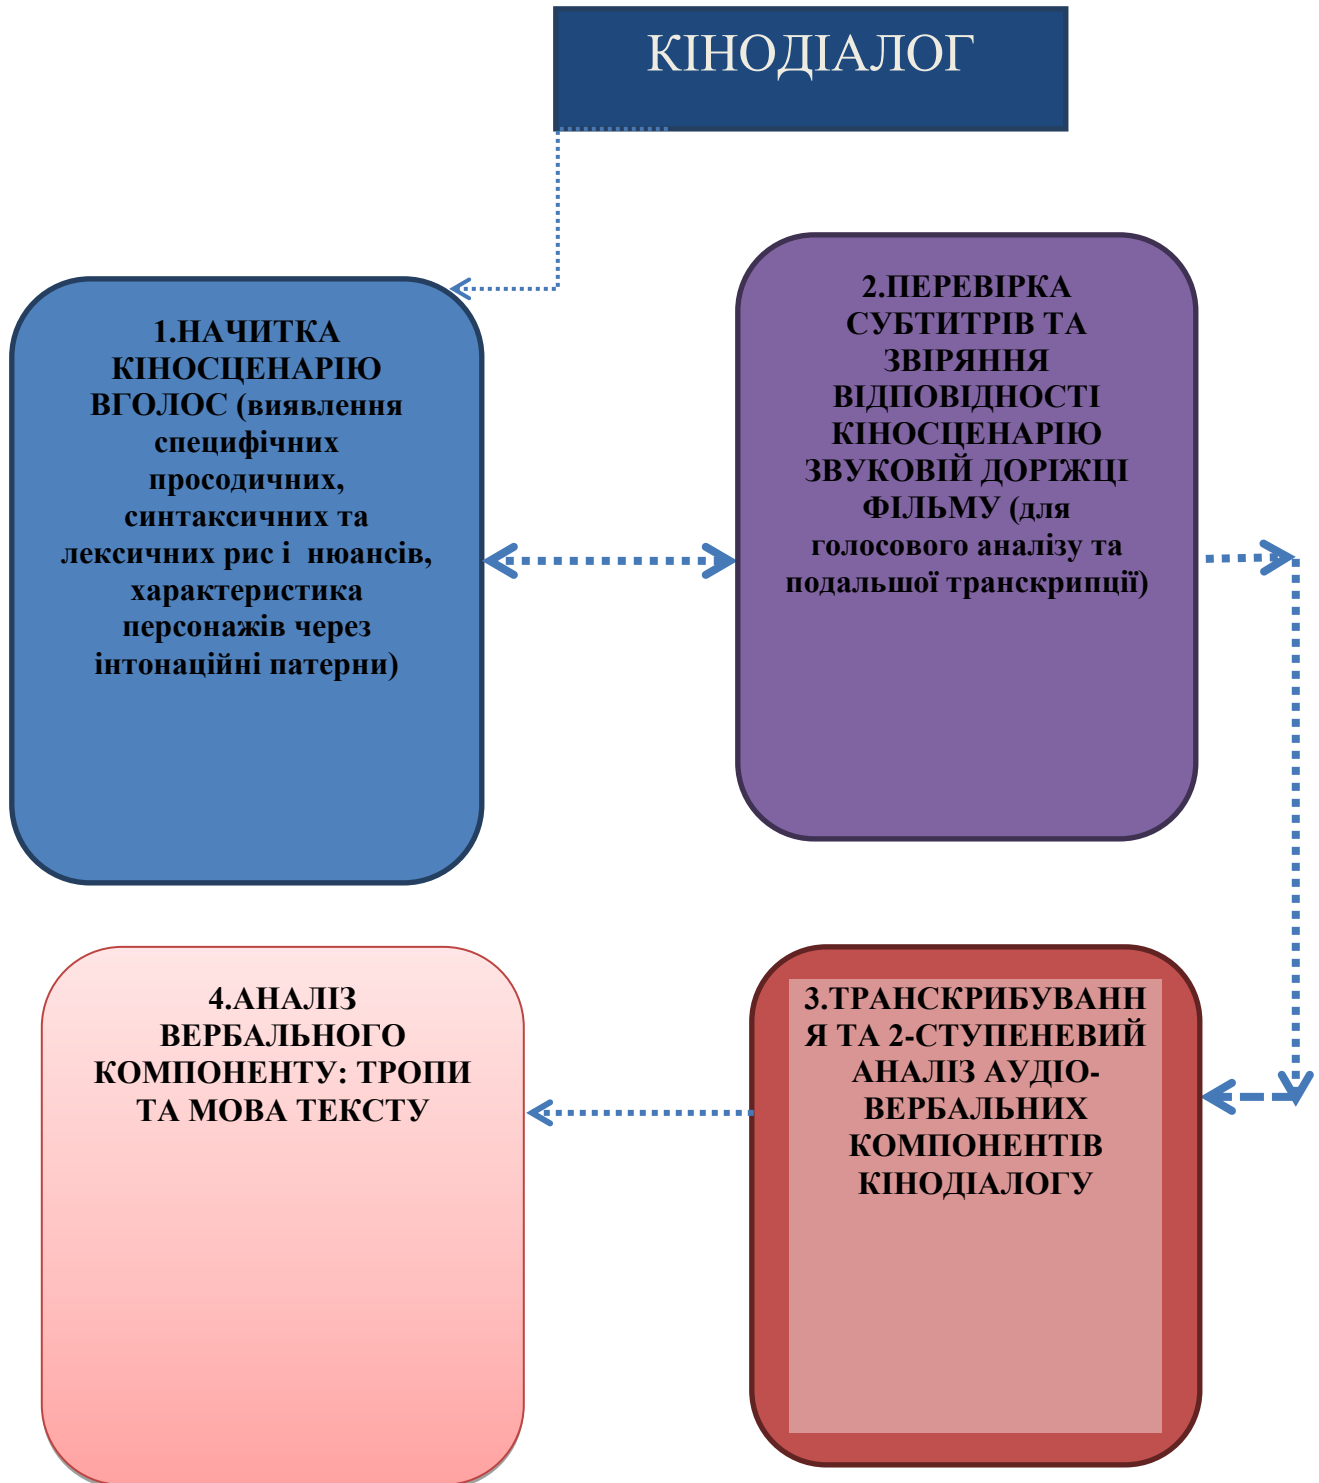 КІНОДІАЛОГ
1.НАЧИТКА
КІНОСЦЕНАРІЮ
ВГОЛОС (виявлення
специфічних
просодичних,
синтаксичних та
лексичних рис і  нюансів,
характеристика
персонажів через
інтонаційні патерни)
2.ПЕРЕВІРКА
СУБТИТРІВ ТА
ЗВІРЯННЯ
ВІДПОВІДНОСТІ
КІНОСЦЕНАРІЮ
ЗВУКОВІЙ ДОРІЖЦІ
ФІЛЬМУ (для
голосового аналізу та
подальшої транскрипції)
3.ТРАНСКРИБУВАНН
Я ТА 2-СТУПЕНЕВИЙ
АНАЛІЗ АУДІО-
ВЕРБАЛЬНИХ
КОМПОНЕНТІВ
КІНОДІАЛОГУ
4.АНАЛІЗ
ВЕРБАЛЬНОГО
КОМПОНЕНТУ: ТРОПИ
ТА МОВА ТЕКСТУ